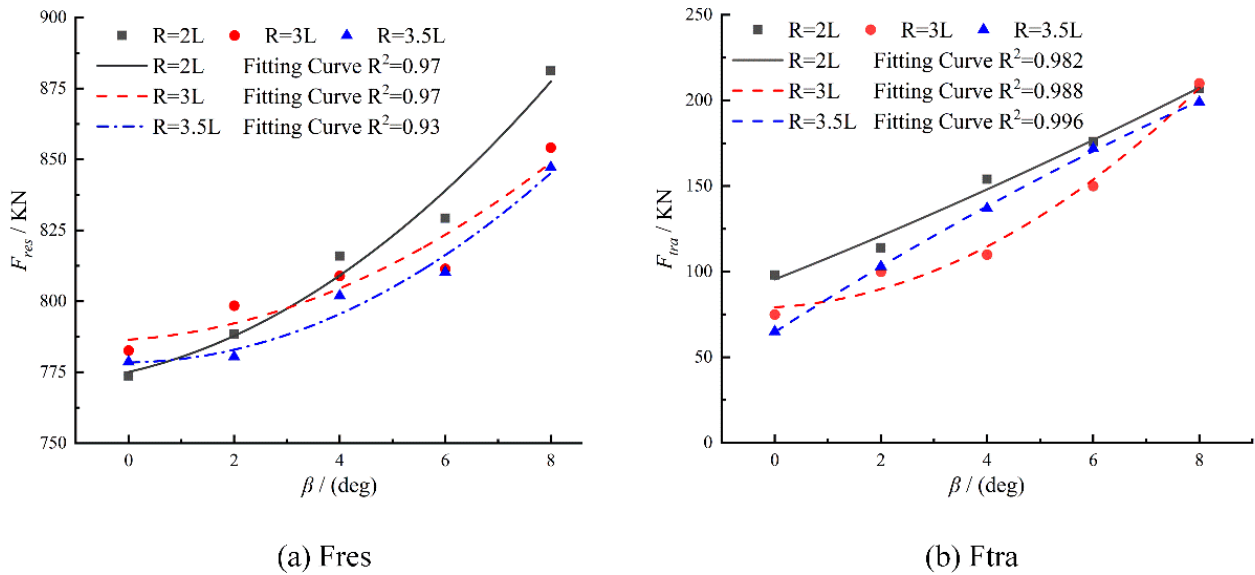 900
875
850
825
800
775
750
F_res / KN
R=2L R=3L R=3.5L
R=2L Fitting Curve R²=0.97
R=3L Fitting Curve R²=0.97
R=3.5L Fitting Curve R²=0.93
0 2 4 6 8
β / (deg)
(a) Fres
250
200
150
100
50
0
F_tra / KN
R=2L R=3L R=3.5L
R=2L Fitting Curve R²=0.982
R=3L Fitting Curve R²=0.988
R=3.5L Fitting Curve R²=0.996
0 2 4 6 8
β / (deg)
(b) Ftra